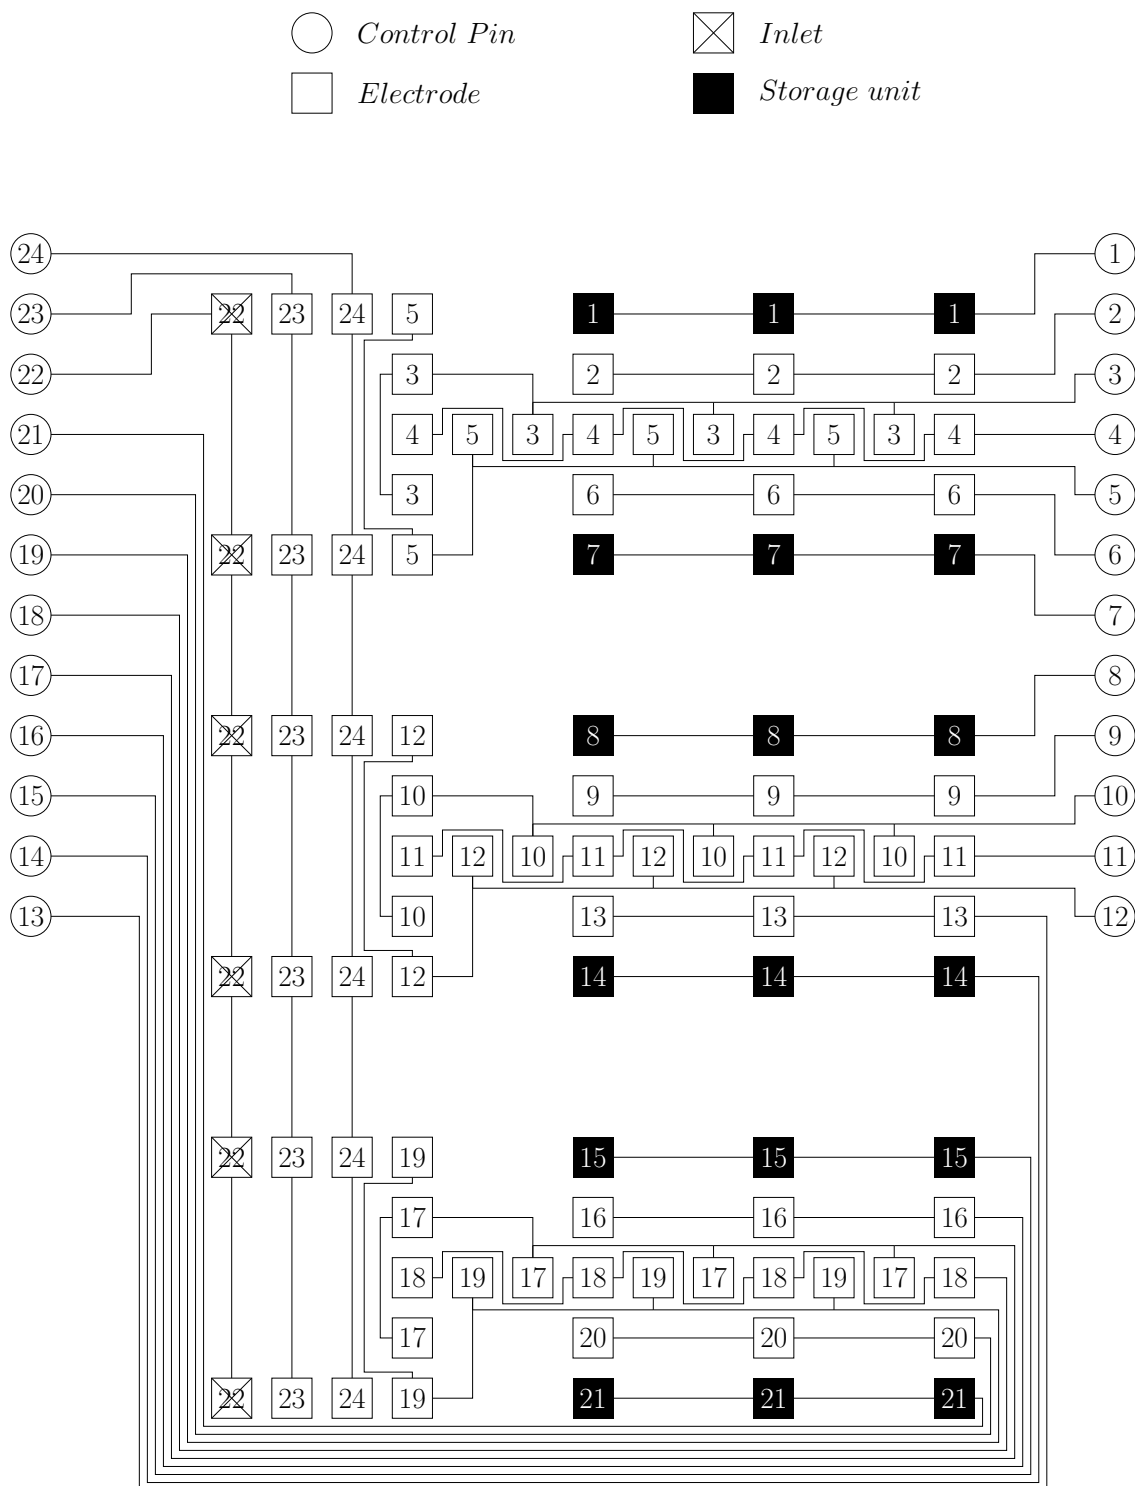 Control Pin Inlet
Electrode Storage unit
24 1
23 22 23 24 5 1 1 1 2
22 3 2 2 2 3
21 4 5 3 4 5 3 4 5 3 4 4
20 3 6 6 6 5
19 22 23 24 5 7 7 7 6
18 7
17 8
16 22 23 24 12 8 8 8 9
15 10 9 9 9 10
14 11 12 10 11 12 10 11 12 10 11 11
13 10 13 13 13 12
22 23 24 12 14 14 14
22 23 24 19 15 15 15
17 16 16 16
18 19 17 18 19 17 18 19 17 18
17 20 20 20
22 23 24 19 21 21 21